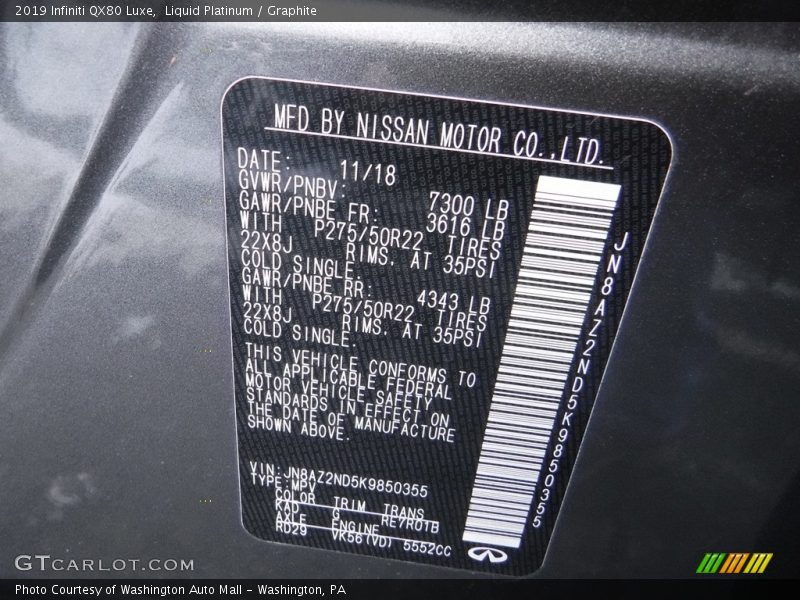 2019 Infiniti QX80 Luxe,  Liquid Platinum / Graphite
MFD BY NISSAN MOTOR CO.,LTD.
DATE: 11/18
GVWR/PNBV: 7300 LB
GAWR/PNBE FR: 3616 LB
WITH P275/50R22 TIRES
22X8J RIMS. AT 35PSI
COLD SINGLE.
GAWR/PNBE RR: 4343 LB
WITH P275/50R22 TIRES
22X8J RIMS. AT 35PSI
COLD SINGLE.
THIS VEHICLE CONFORMS TO
ALL APPLICABLE FEDERAL
MOTOR VEHICLE SAFETY
STANDARDS IN EFFECT ON
THE DATE OF MANUFACTURE
SHOWN ABOVE.
VIN:JN8AZ2ND5K9850355
TYPE:MPV
COLOR TRIM TRANS
KAD G RE7R01B
AXLE ENGINE
RD29 VK56(VD) 5552CC
JN8AZ2ND5K9850355
GTCARLOT.COM
Photo Courtesy of Washington Auto Mall - Washington, PA